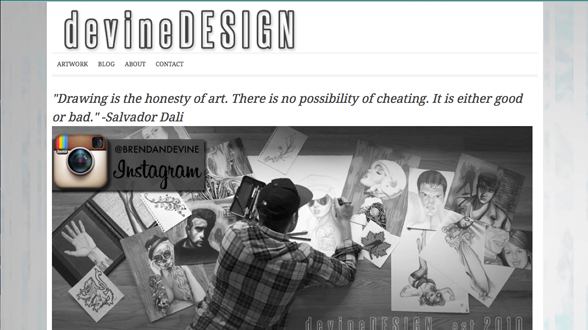 devineDESIGN
ARTWORK BLOG ABOUT CONTACT
"Drawing is the honesty of art. There is no possibility of cheating. It is either good
or bad." -Salvador Dali
@BRENDANDEVINE
Instagram
devineDESIGN est 2010